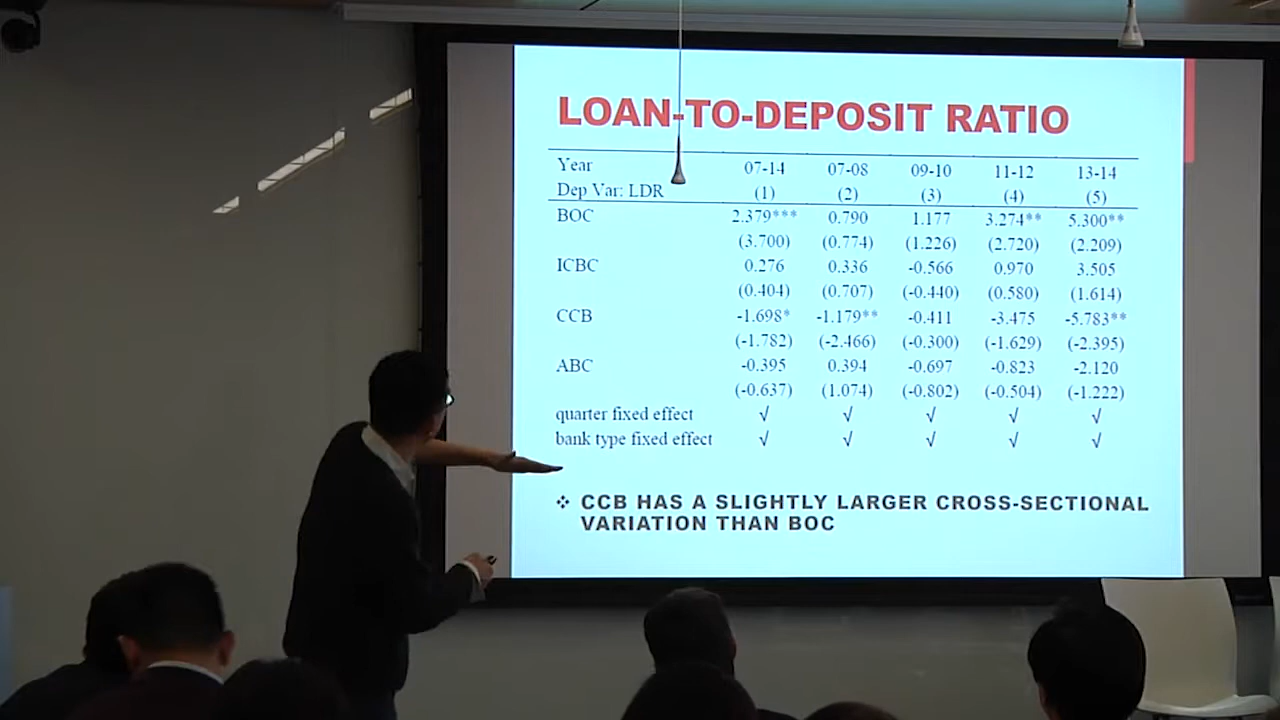 LOAN-TO-DEPOSIT RATIO
Year 07-14 07-08 09-10 11-12 13-14
Dep Var: LDR (1) (2) (3) (4) (5)
BOC 2.379*** 0.790 1.177 3.274** 5.300**
(3.700) (0.774) (1.226) (2.720) (2.209)
ICBC 0.276 0.336 -0.566 0.970 3.505
(0.404) (0.707) (-0.440) (0.580) (1.614)
CCB -1.698* -1.179** -0.411 -3.475 -5.783**
(-1.782) (-2.466) (-0.300) (-1.629) (-2.395)
ABC -0.395 0.394 -0.697 -0.823 -2.120
(-0.637) (1.074) (-0.802) (-0.504) (-1.222)
quarter fixed effect √ √ √ √ √
bank type fixed effect √ √ √ √ √
❖ CCB HAS A SLIGHTLY LARGER CROSS-SECTIONAL
VARIATION THAN BOC